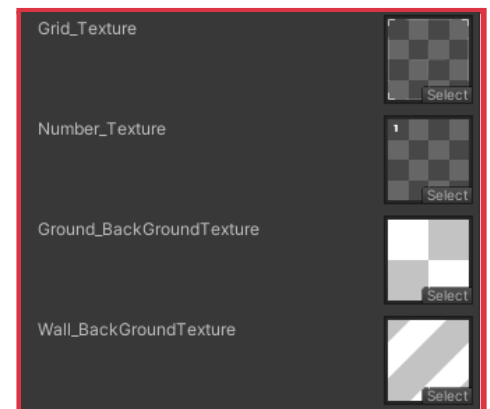 Grid_Texture
Select
Number_Texture
1
Select
Ground_BackGroundTexture
Select
Wall_BackGroundTexture
Select